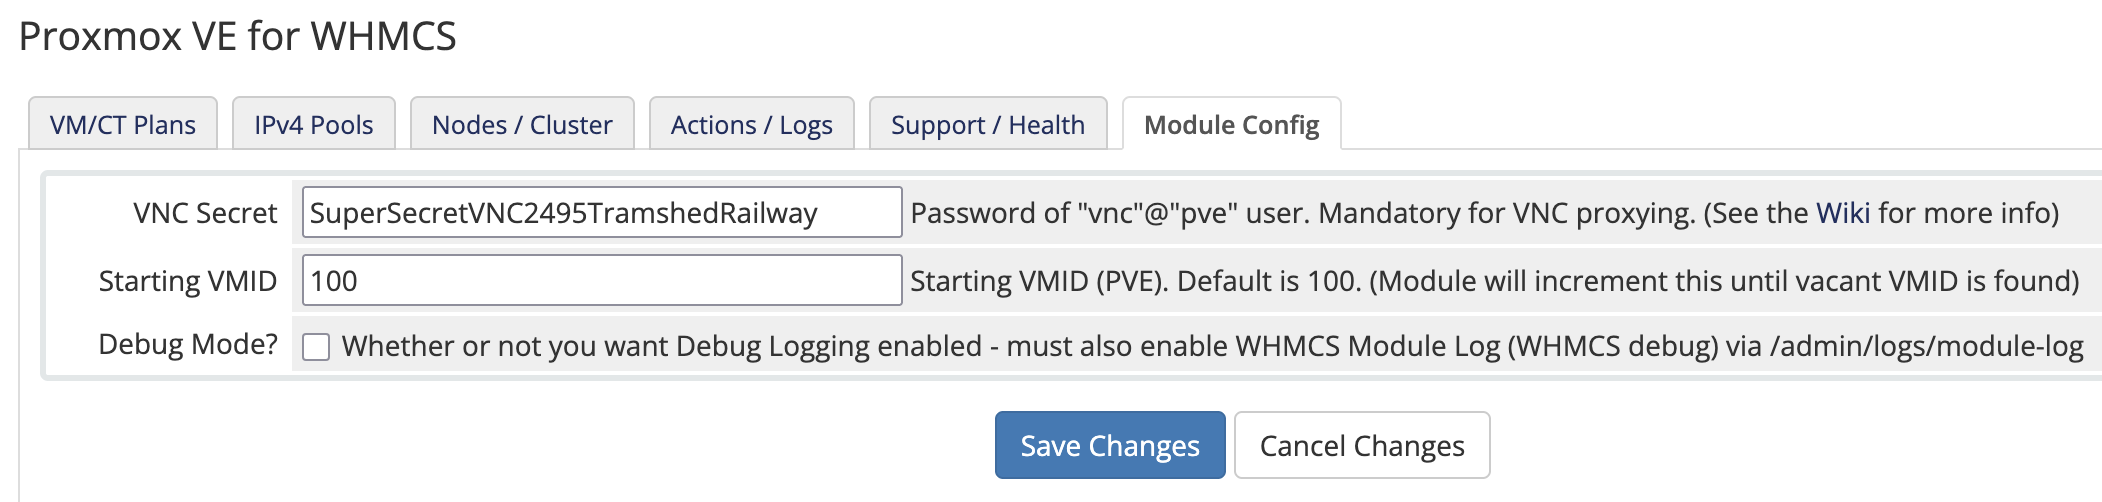 Proxmox VE for WHMCS
VM/CT Plans IPv4 Pools Nodes / Cluster Actions / Logs Support / Health Module Config
VNC Secret SuperSecretVNC2495TramshedRailway Password of "vnc"@"pve" user. Mandatory for VNC proxying. (See the Wiki for more info)
Starting VMID 100 Starting VMID (PVE). Default is 100. (Module will increment this until vacant VMID is found)
Debug Mode? Whether or not you want Debug Logging enabled - must also enable WHMCS Module Log (WHMCS debug) via /admin/logs/module-log
Save Changes Cancel Changes